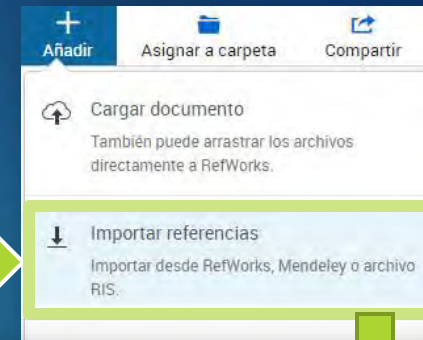 Añadir
Asignar a carpeta
Compartir
Cargar documento
También puede arrastrar los archivos
directamente a RefWorks.
Importar referencias
Importar desde RefWorks, Mendeley o archivo
RIS.